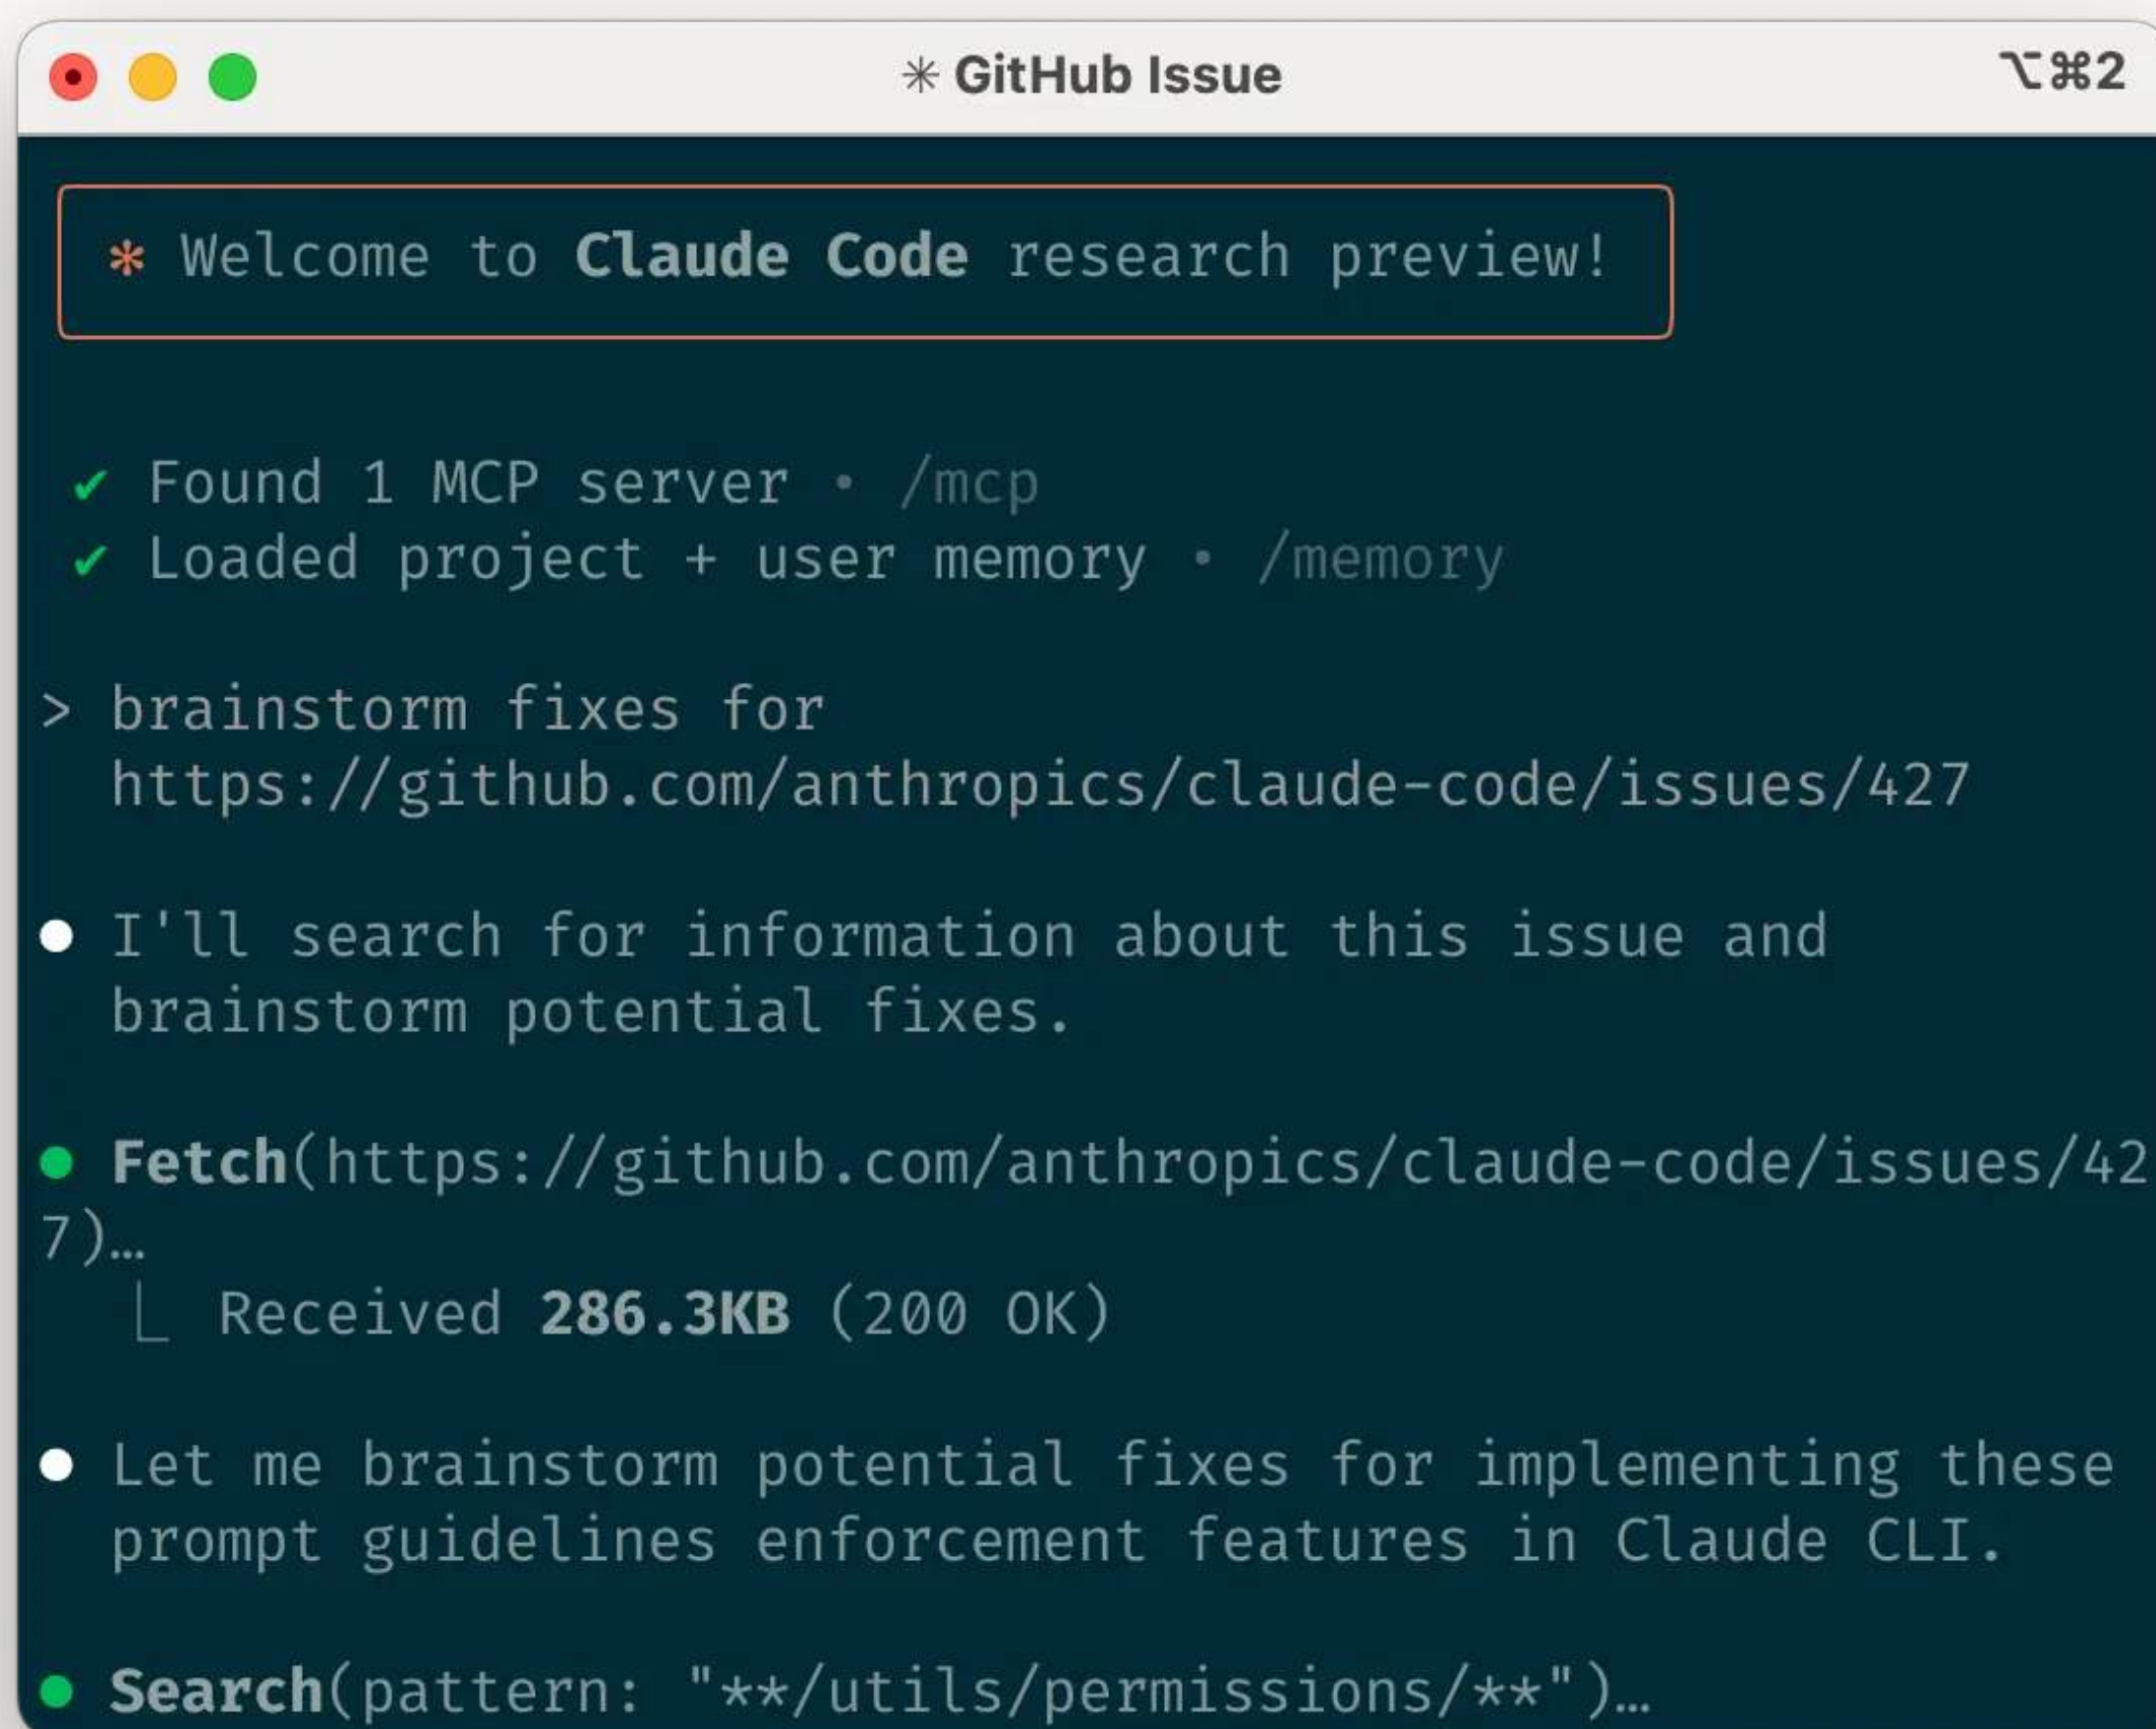 ✳ GitHub Issue ⌥⌘2
✻ Welcome to Claude Code research preview!
✔ Found 1 MCP server • /mcp
✔ Loaded project + user memory • /memory
> brainstorm fixes for
https://github.com/anthropics/claude-code/issues/427
● I'll search for information about this issue and
brainstorm potential fixes.
● Fetch(https://github.com/anthropics/claude-code/issues/42
7)…
⎿ Received 286.3KB (200 OK)
● Let me brainstorm potential fixes for implementing these
prompt guidelines enforcement features in Claude CLI.
● Search(pattern: "**/utils/permissions/**")…